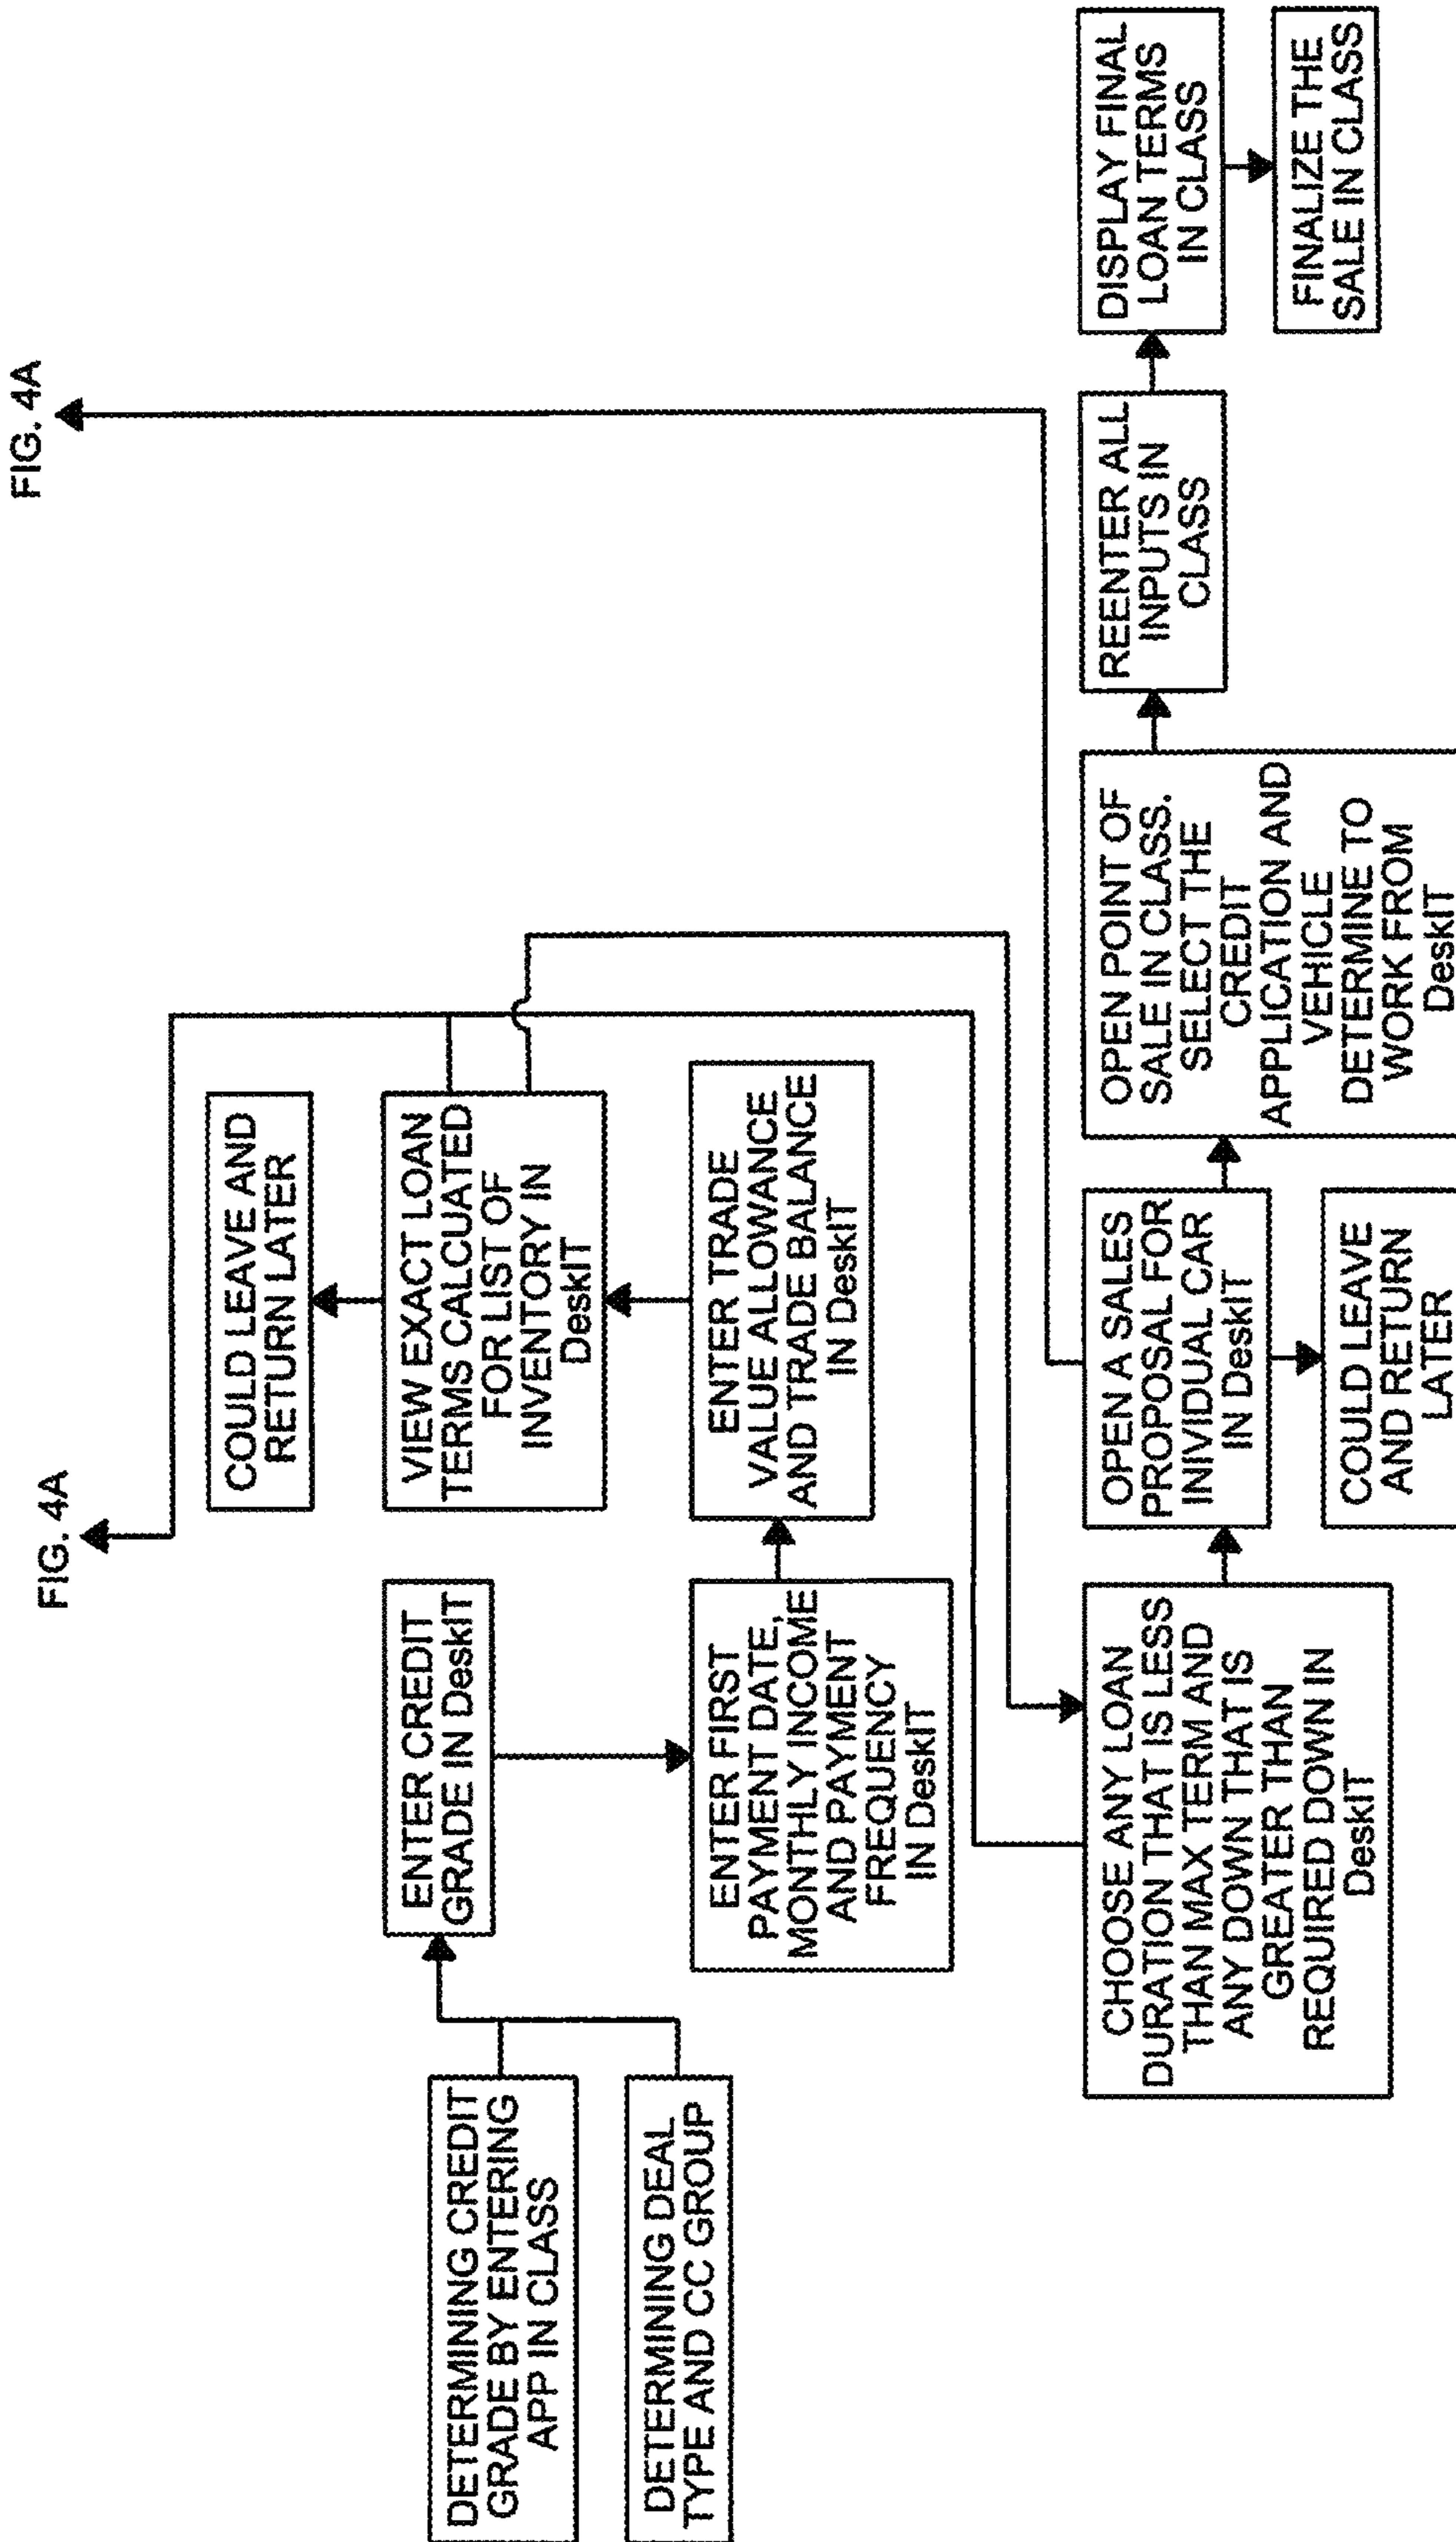 FIG. 4A
FIG. 4A
DETERMINING CREDIT
GRADE BY ENTERING
APP IN CLASS
DETERMINING DEAL
TYPE AND CC GROUP
ENTER CREDIT
GRADE IN DeskIT
ENTER FIRST
PAYMENT DATE,
MONTHLY INCOME
AND PAYMENT
FREQUENCY
IN DeskIT
ENTER TRADE
VALUE ALLOWANCE
AND TRADE BALANCE
IN DeskIT
VIEW EXACT LOAN
TERMS CALCUATED
FOR LIST OF
INVENTORY IN
DeskIT
COULD LEAVE AND
RETURN LATER
CHOOSE ANY LOAN
DURATION THAT IS LESS
THAN MAX TERM AND
ANY DOWN THAT IS
GREATER THAN
REQUIRED DOWN IN
DeskIT
OPEN A SALES
PROPOSAL FOR
INIVIDUAL CAR
IN DeskIT
COULD LEAVE
AND RETURN
LATER
OPEN POINT OF
SALE IN CLASS.
SELECT THE
CREDIT
APPLICATION AND
VEHICLE
DETERMINE TO
WORK FROM
DeskIT
REENTER ALL
INPUTS IN
CLASS
DISPLAY FINAL
LOAN TERMS
IN CLASS
FINALIZE THE
SALE IN CLASS